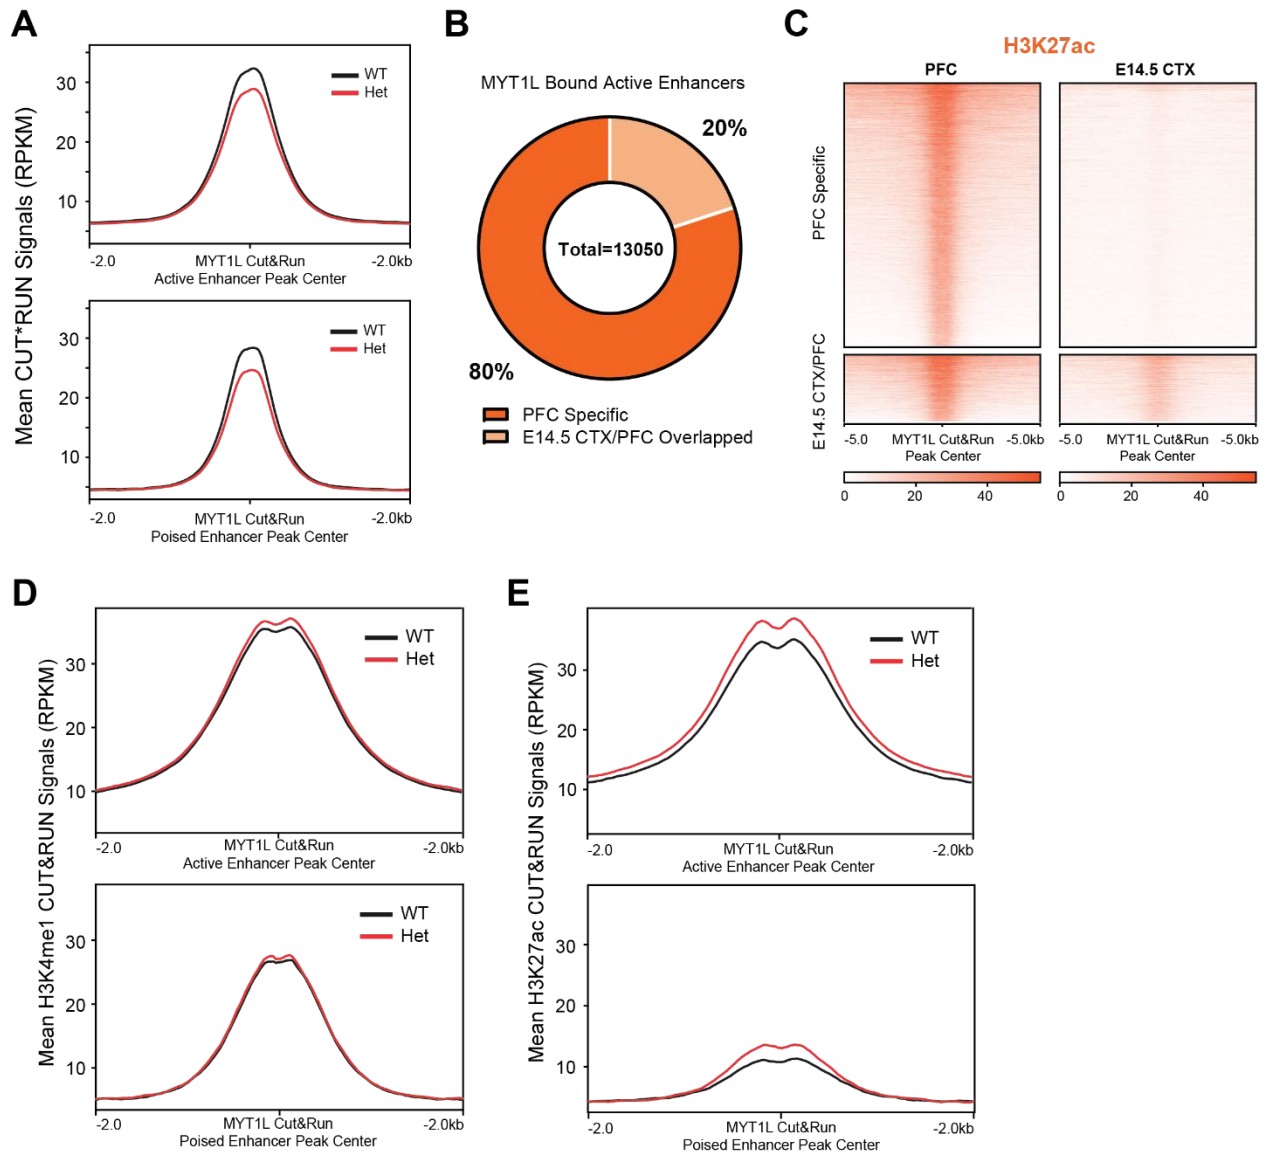 A
Mean CUT*RUN Signals (RPKM)
30
20
10
WT
Het
-2.0
MYT1L Cut&Run
-2.0kb
Active Enhancer Peak Center
30
20
10
WT
Het
-2.0
MYT1L Cut&Run
-2.0kb
Poised Enhancer Peak Center
B
MYT1L Bound Active Enhancers
20%
Total=13050
80%
PFC Specific
E14.5 CTX/PFC Overlapped
C
H3K27ac
PFC
E14.5 CTX
PFC Specific
E14.5 CTX/PFC
-5.0
MYT1L Cut&Run
-5.0kb
Peak Center
-5.0
MYT1L Cut&Run
-5.0kb
Peak Center
0
20
40
0
20
40
D
Mean H3K4me1 CUT&RUN Signals (RPKM)
30
20
10
WT
Het
-2.0
MYT1L Cut&Run
-2.0kb
Active Enhancer Peak Center
30
20
10
WT
Het
-2.0
MYT1L Cut&Run
-2.0kb
Poised Enhancer Peak Center
E
Mean H3K27ac CUT&RUN Signals (RPKM)
30
20
10
WT
Het
-2.0
MYT1L Cut&Run
-2.0kb
Active Enhancer Peak Center
30
20
10
-2.0
MYT1L Cut&Run
-2.0kb
Poised Enhancer Peak Center